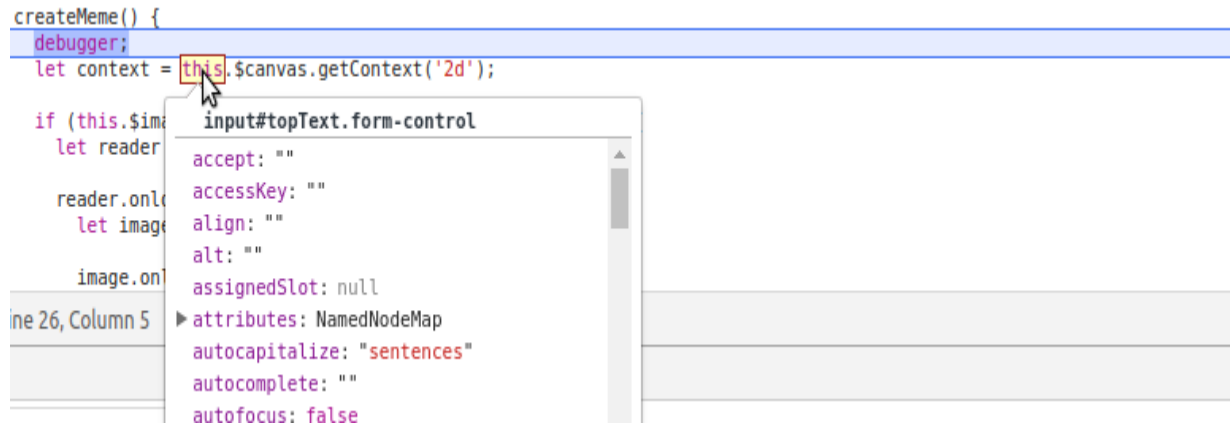 createMeme() {
debugger;
let context = this.$canvas.getContext('2d');
if (this.$ima
let reader
reader.onlo
let image
image.onl
ine 26, Column 5
input#topText.form-control
accept: ""
accessKey: ""
align: ""
alt: ""
assignedSlot: null
attributes: NamedNodeMap
autocapitalize: "sentences"
autocomplete: ""
autofocus: false